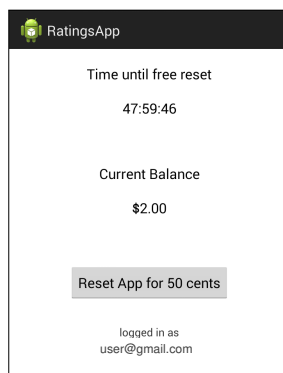 RatingsApp
Time until free reset
47:59:46
Current Balance
$2.00
Reset App for 50 cents
logged in as
user@gmail.com